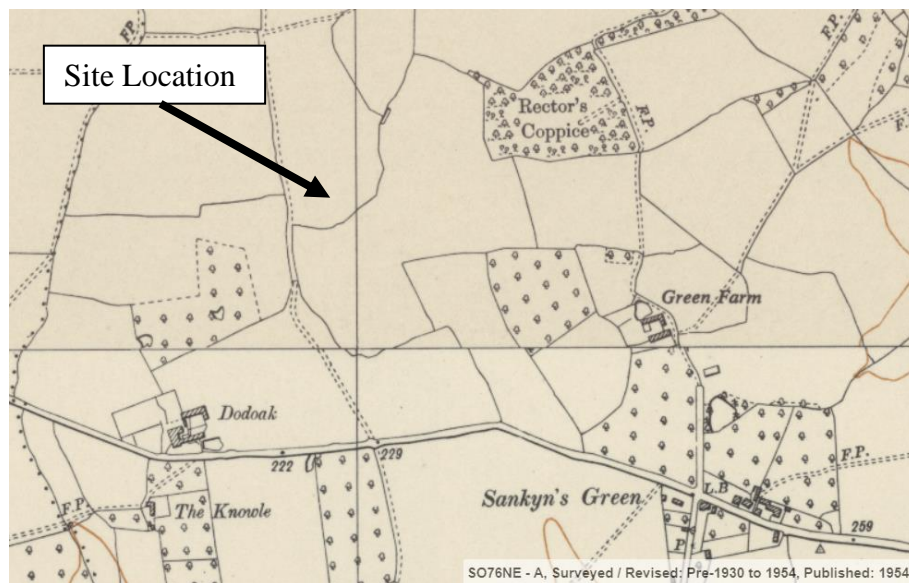 F.P.
F.P.
Site Location
Rector's
Coppice
F.P.
F.P.
Green Farm
Dodoak
222
229
F.P.
L.B
Sankyn's Green
F.P.
The Knowle
P
259
SO76NE - A, Surveyed / Revised: Pre-1930 to 1954, Published: 1954